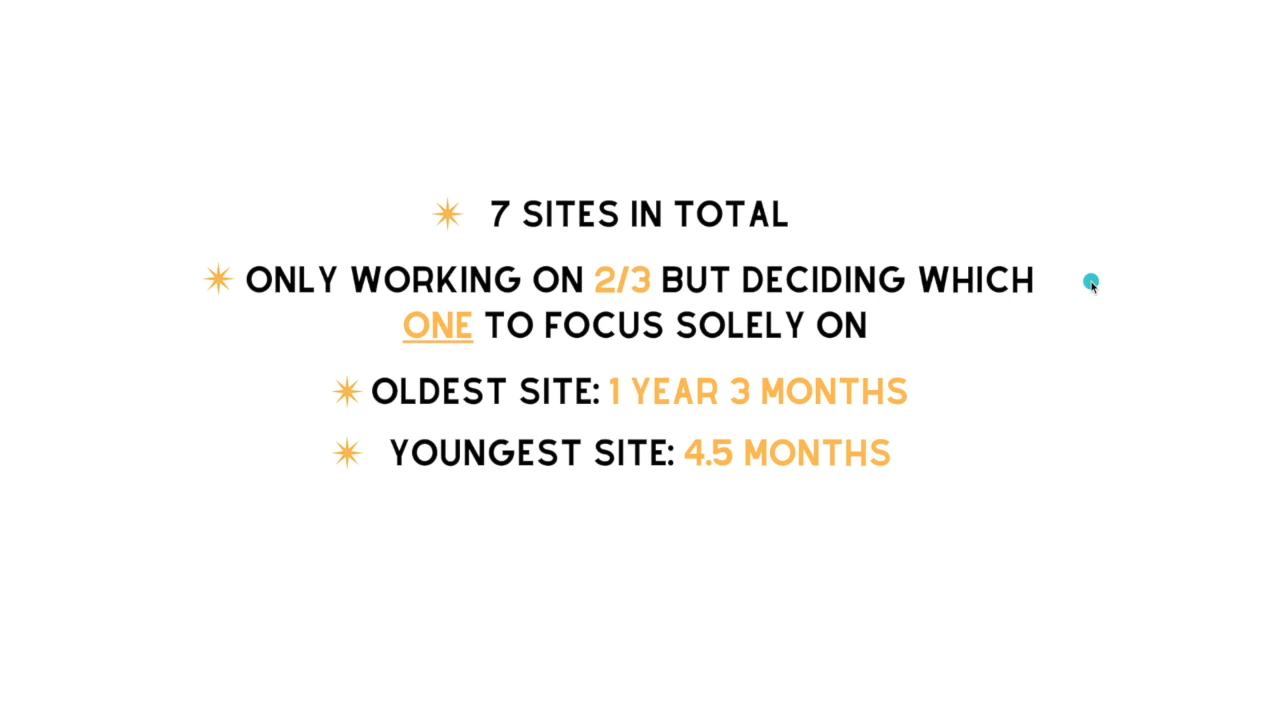 7 SITES IN TOTAL
ONLY WORKING ON 2/3 BUT DECIDING WHICH
ONE TO FOCUS SOLELY ON
OLDEST SITE: 1 YEAR 3 MONTHS
YOUNGEST SITE: 4.5 MONTHS